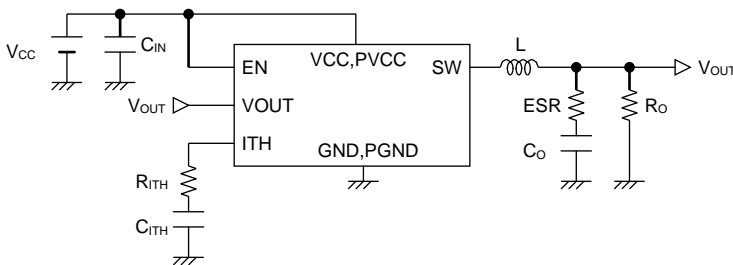 VCC
CIN
EN
VCC,PVCC
SW
L
VOUT
VOUT
VOUT
ESR
RO
ITH
GND,PGND
CO
RITH
CITH